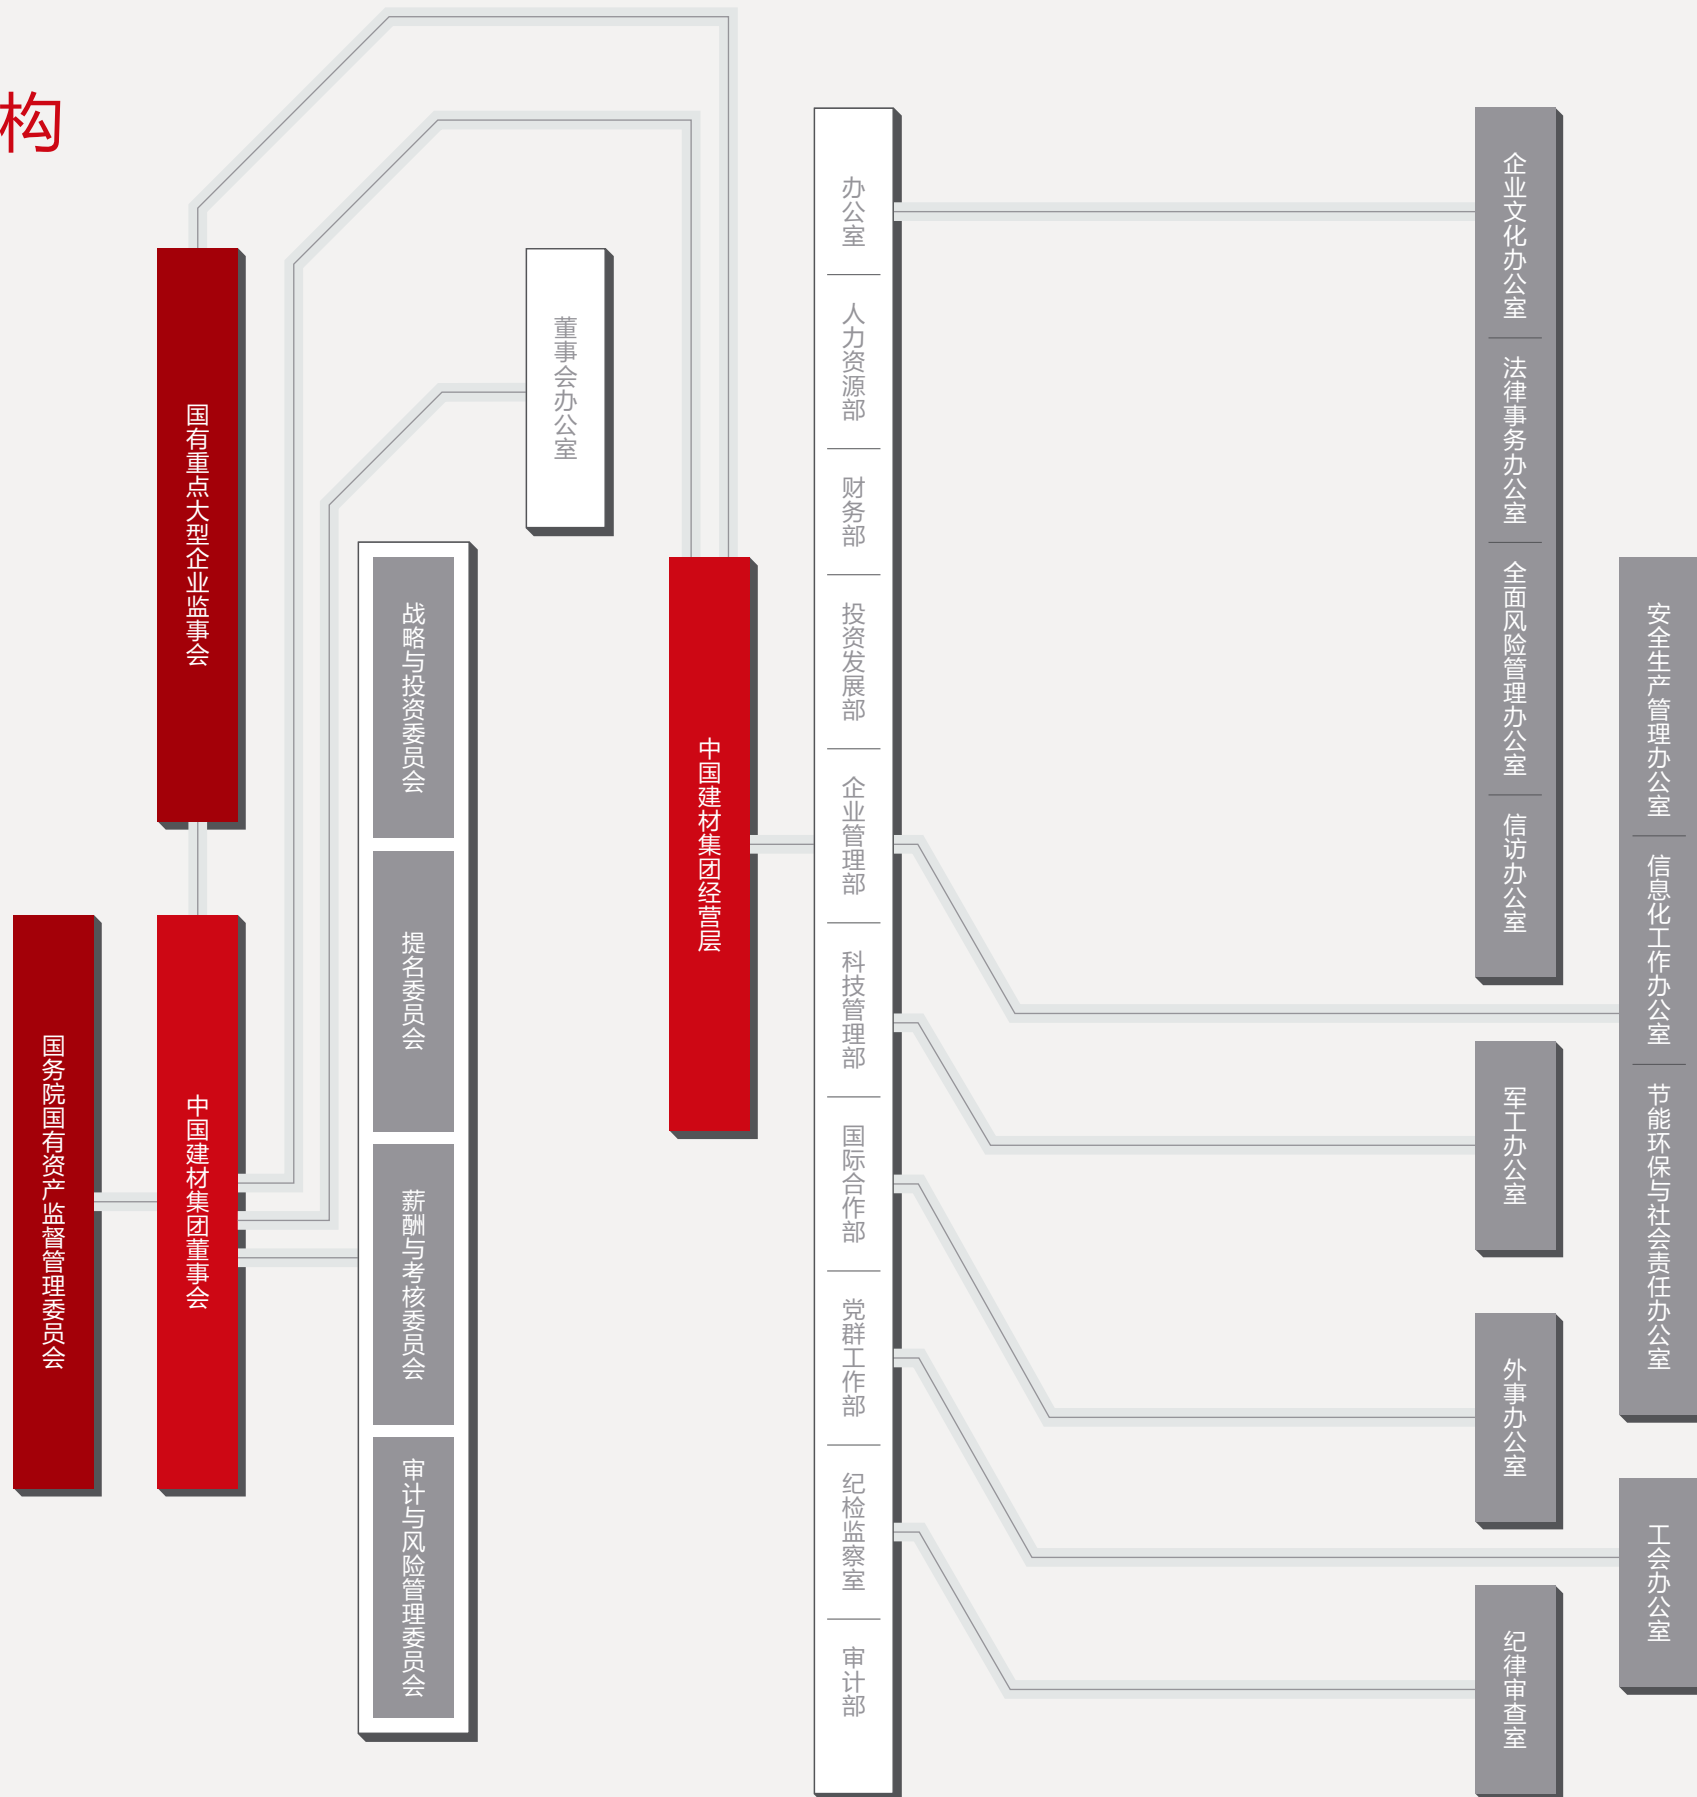 构
国务院国有资产监督管理委员会
国有重点大型企业监事会
中国建材集团董事会
战略与投资委员会
提名委员会
薪酬与考核委员会
审计与风险管理委员会
董事会办公室
中国建材集团经营层
办公室
人力资源部
财务部
投资发展部
企业管理部
科技管理部
国际合作部
党群工作部
纪检监察室
审计部
企业文化办公室
法律事务办公室
全面风险管理办公室
信访办公室
军工办公室
外事办公室
纪律审查室
安全生产管理办公室
信息化工作办公室
节能环保与社会责任办公室
工会办公室